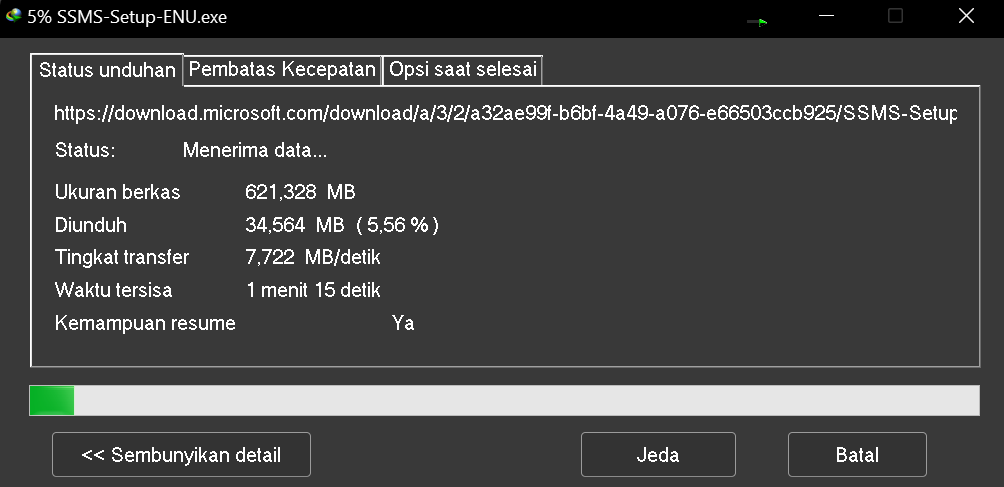 5% SSMS-Setup-ENU.exe
Status unduhan Pembatas Kecepatan Opsi saat selesai
https://download.microsoft.com/download/a/3/2/a32ae99f-b6bf-4a49-a076-e66503ccb925/SSMS-Setup
Status: Menerima data...
Ukuran berkas 621,328 MB
Diunduh 34,564 MB ( 5,56 % )
Tingkat transfer 7,722 MB/detik
Waktu tersisa 1 menit 15 detik
Kemampuan resume Ya
<< Sembunyikan detail Jeda Batal